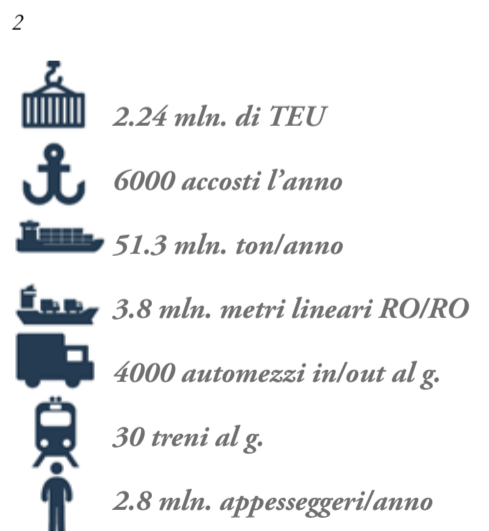 2
2.24 mln. di TEU
6000 accosti l’anno
51.3 mln. ton/anno
3.8 mln. metri lineari RO/RO
4000 automezzi in/out al g.
30 treni al g.
2.8 mln. appesseggeri/anno